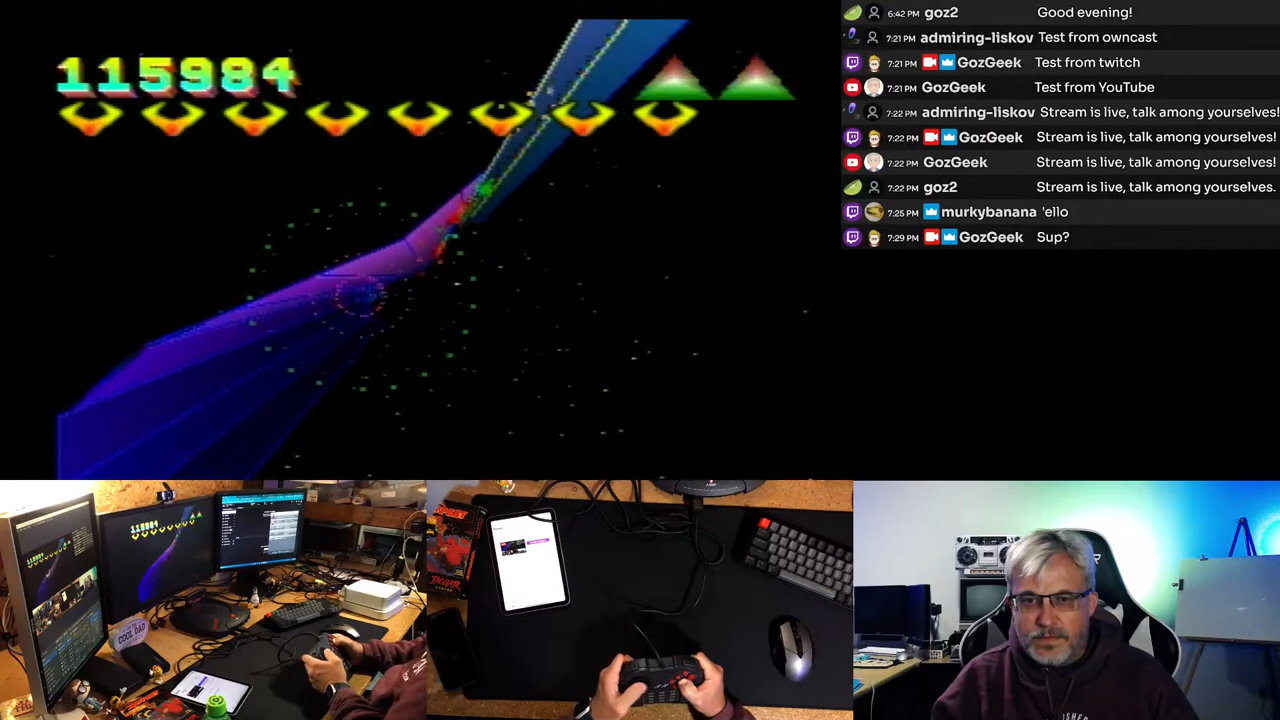 115984
6:42 PM goz2 Good evening!
7:21 PM admiring-liskov Test from owncast
7:21 PM GozGeek Test from twitch
7:21 PM GozGeek Test from YouTube
7:22 PM admiring-liskov Stream is live, talk among yourselves!
7:22 PM GozGeek Stream is live, talk among yourselves!
7:22 PM GozGeek Stream is live, talk among yourselves!
7:22 PM goz2 Stream is live, talk among yourselves.
7:25 PM murkybanana 'ello
7:29 PM GozGeek Sup?
115984
COOL DAD
JAGUAR